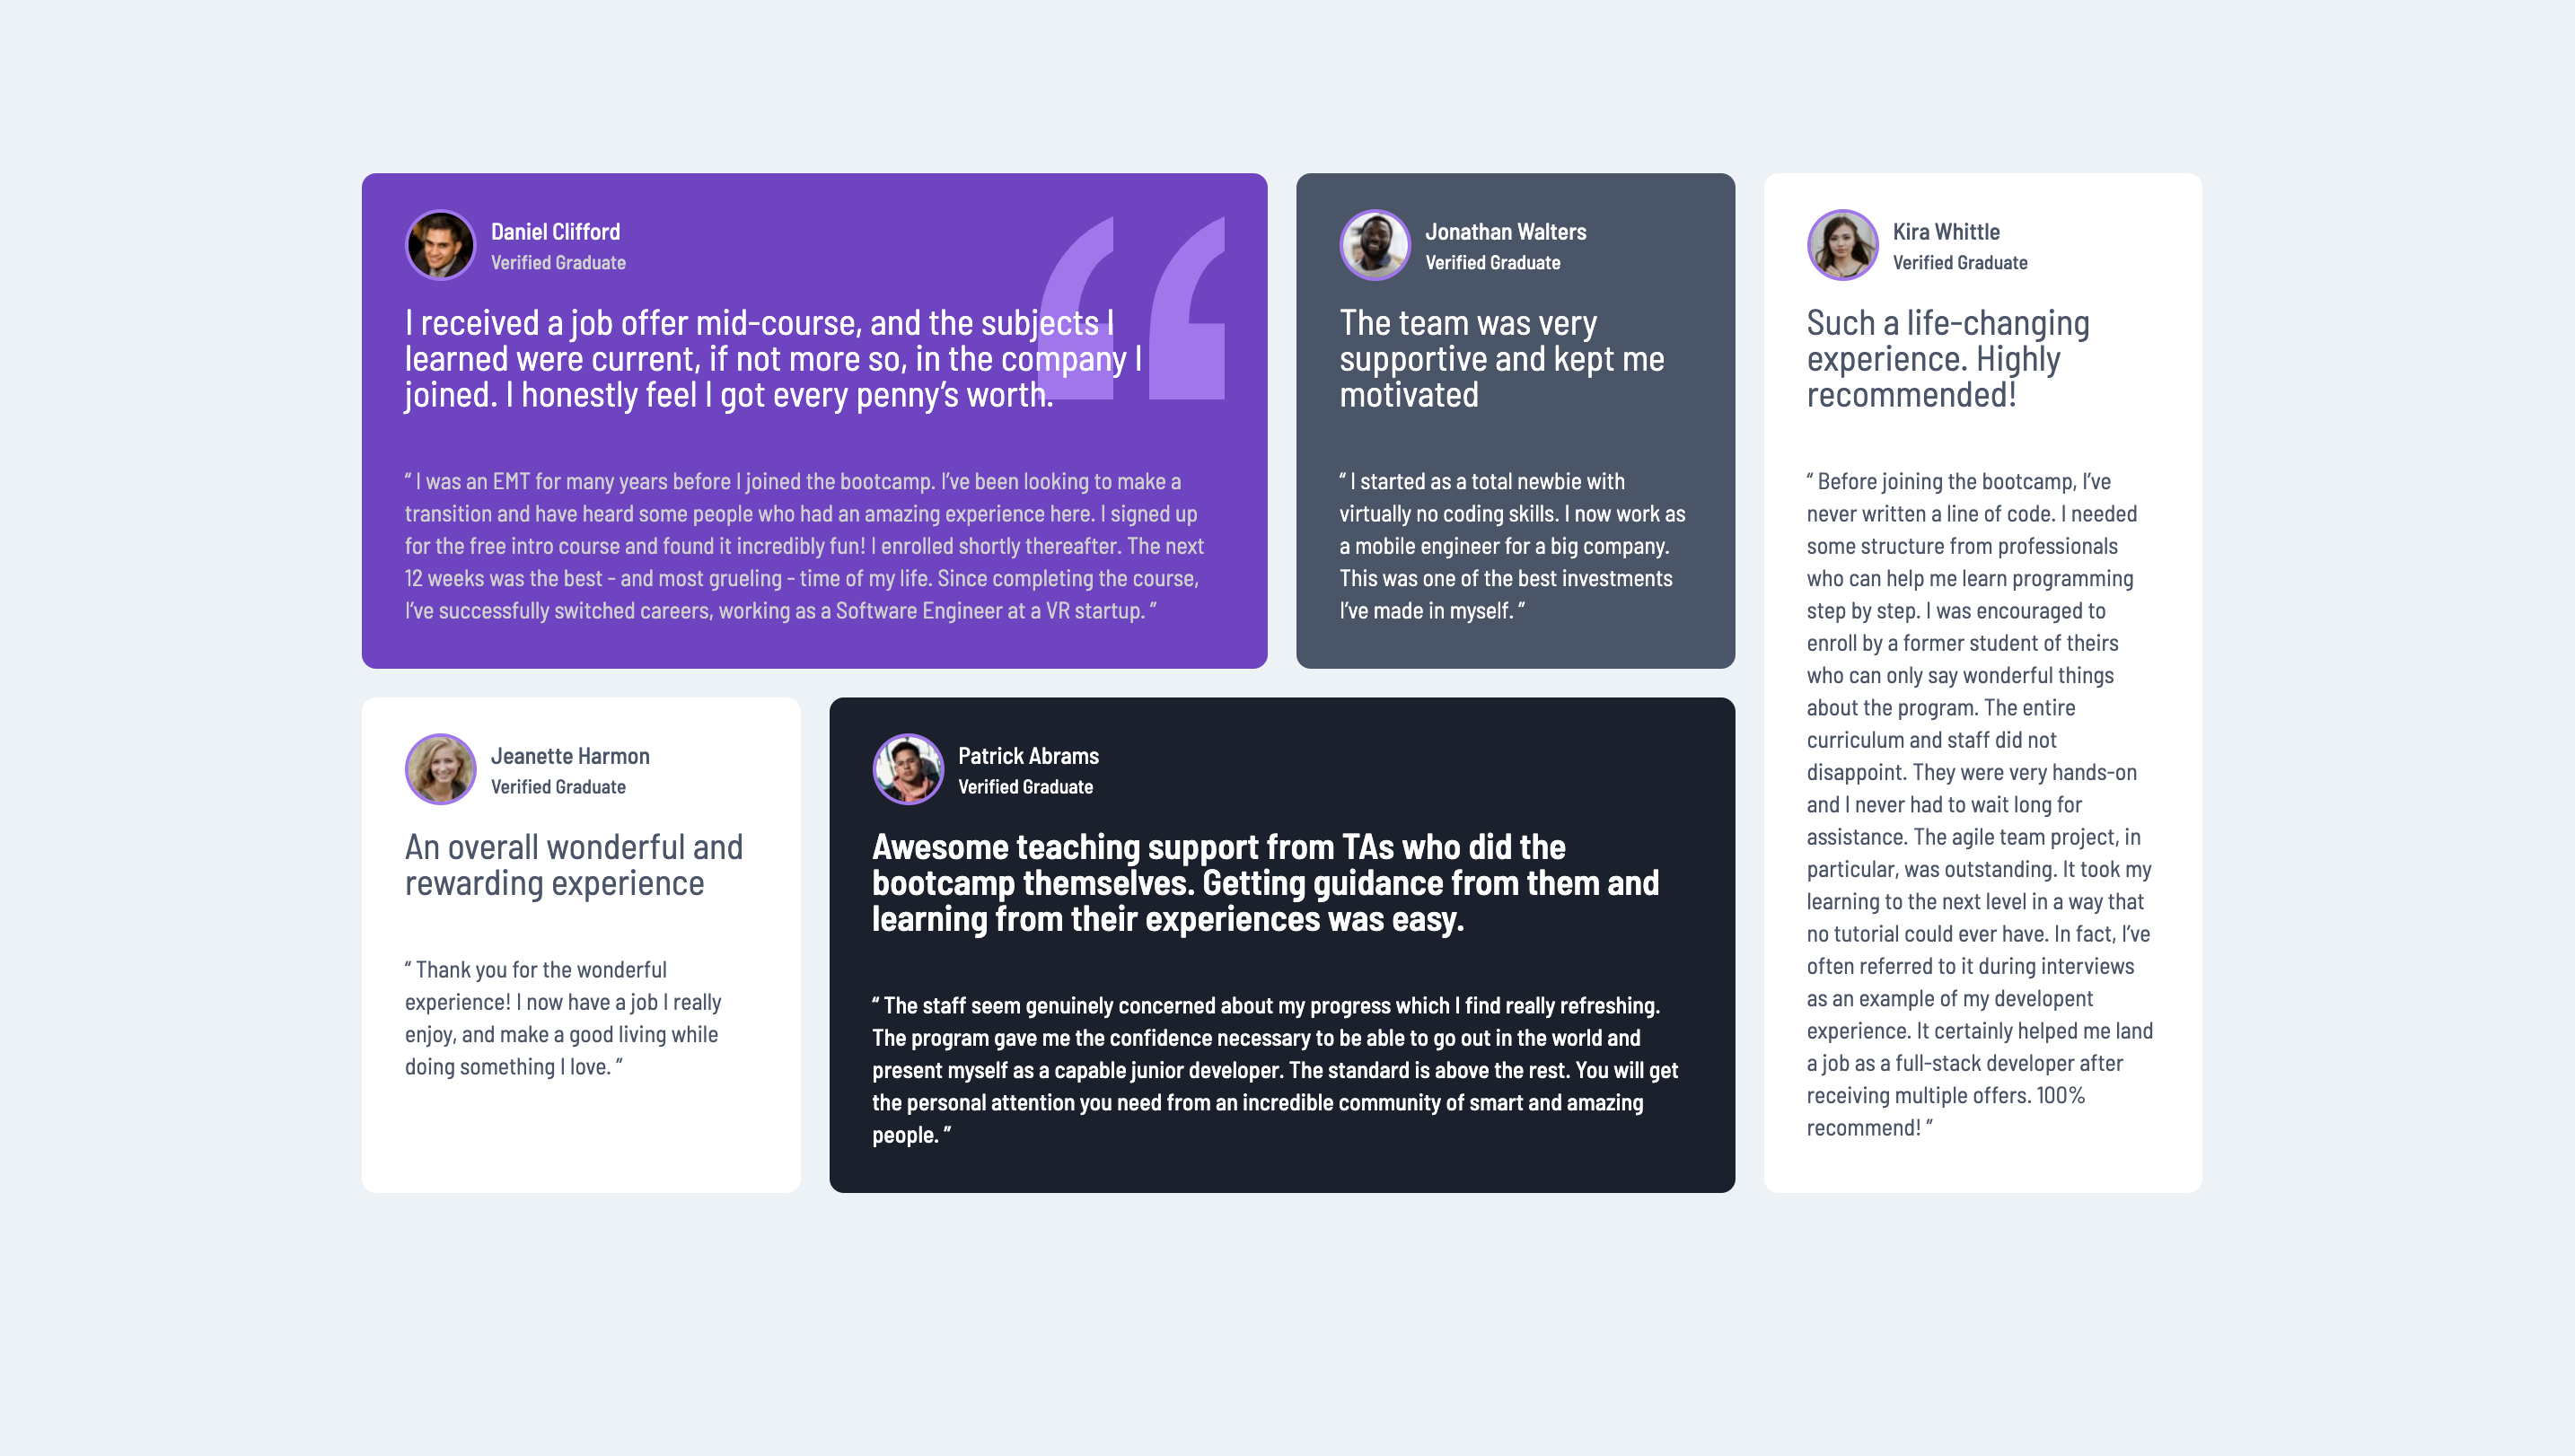 Daniel Clifford
Verified Graduate
I received a job offer mid-course, and the subjects I
learned were current, if not more so, in the company I
joined. I honestly feel I got every penny’s worth.
“ I was an EMT for many years before I joined the bootcamp. I’ve been looking to make a
transition and have heard some people who had an amazing experience here. I signed up
for the free intro course and found it incredibly fun! I enrolled shortly thereafter. The next
12 weeks was the best - and most grueling - time of my life. Since completing the course,
I’ve successfully switched careers, working as a Software Engineer at a VR startup. ”
Jonathan Walters
Verified Graduate
The team was very
supportive and kept me
motivated
“ I started as a total newbie with
virtually no coding skills. I now work as
a mobile engineer for a big company.
This was one of the best investments
I’ve made in myself. ”
Kira Whittle
Verified Graduate
Such a life-changing
experience. Highly
recommended!
“ Before joining the bootcamp, I’ve
never written a line of code. I needed
some structure from professionals
who can help me learn programming
step by step. I was encouraged to
enroll by a former student of theirs
who can only say wonderful things
about the program. The entire
curriculum and staff did not
disappoint. They were very hands-on
and I never had to wait long for
assistance. The agile team project, in
particular, was outstanding. It took my
learning to the next level in a way that
no tutorial could ever have. In fact, I’ve
often referred to it during interviews
as an example of my developent
experience. It certainly helped me land
a job as a full-stack developer after
receiving multiple offers. 100%
recommend! ”
Jeanette Harmon
Verified Graduate
An overall wonderful and
rewarding experience
“ Thank you for the wonderful
experience! I now have a job I really
enjoy, and make a good living while
doing something I love. ”
Patrick Abrams
Verified Graduate
Awesome teaching support from TAs who did the
bootcamp themselves. Getting guidance from them and
learning from their experiences was easy.
“ The staff seem genuinely concerned about my progress which I find really refreshing.
The program gave me the confidence necessary to be able to go out in the world and
present myself as a capable junior developer. The standard is above the rest. You will get
the personal attention you need from an incredible community of smart and amazing
people. ”